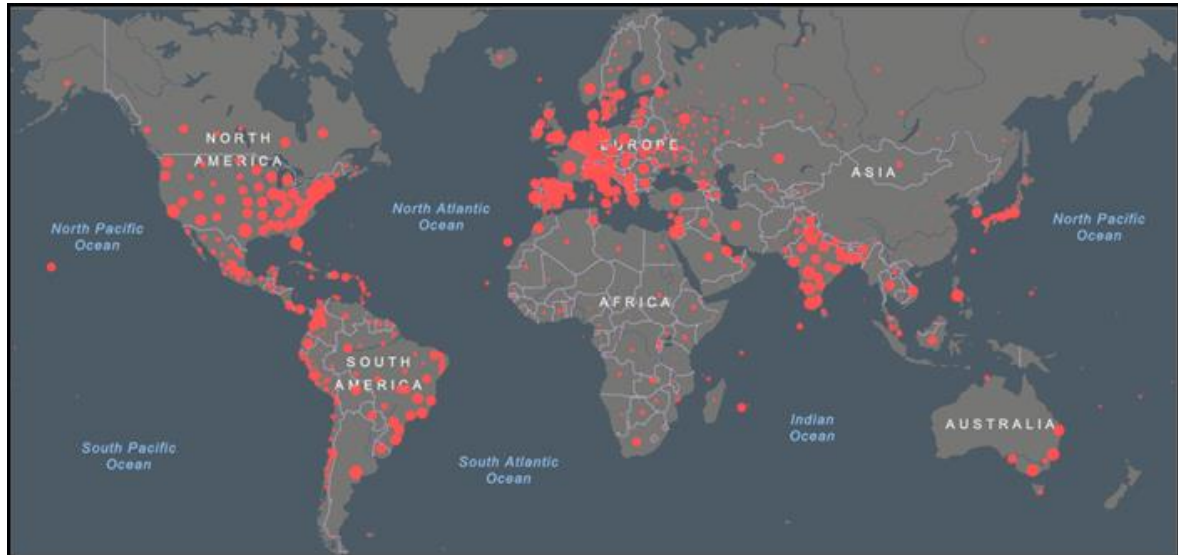 NORTH
AMERICA
EUROPE
ASIA
North Pacific
Ocean
North Atlantic
Ocean
North Pacific
Ocean
AFRICA
SOUTH
AMERICA
Indian
Ocean
AUSTRALIA
South Pacific
Ocean
South Atlantic
Ocean